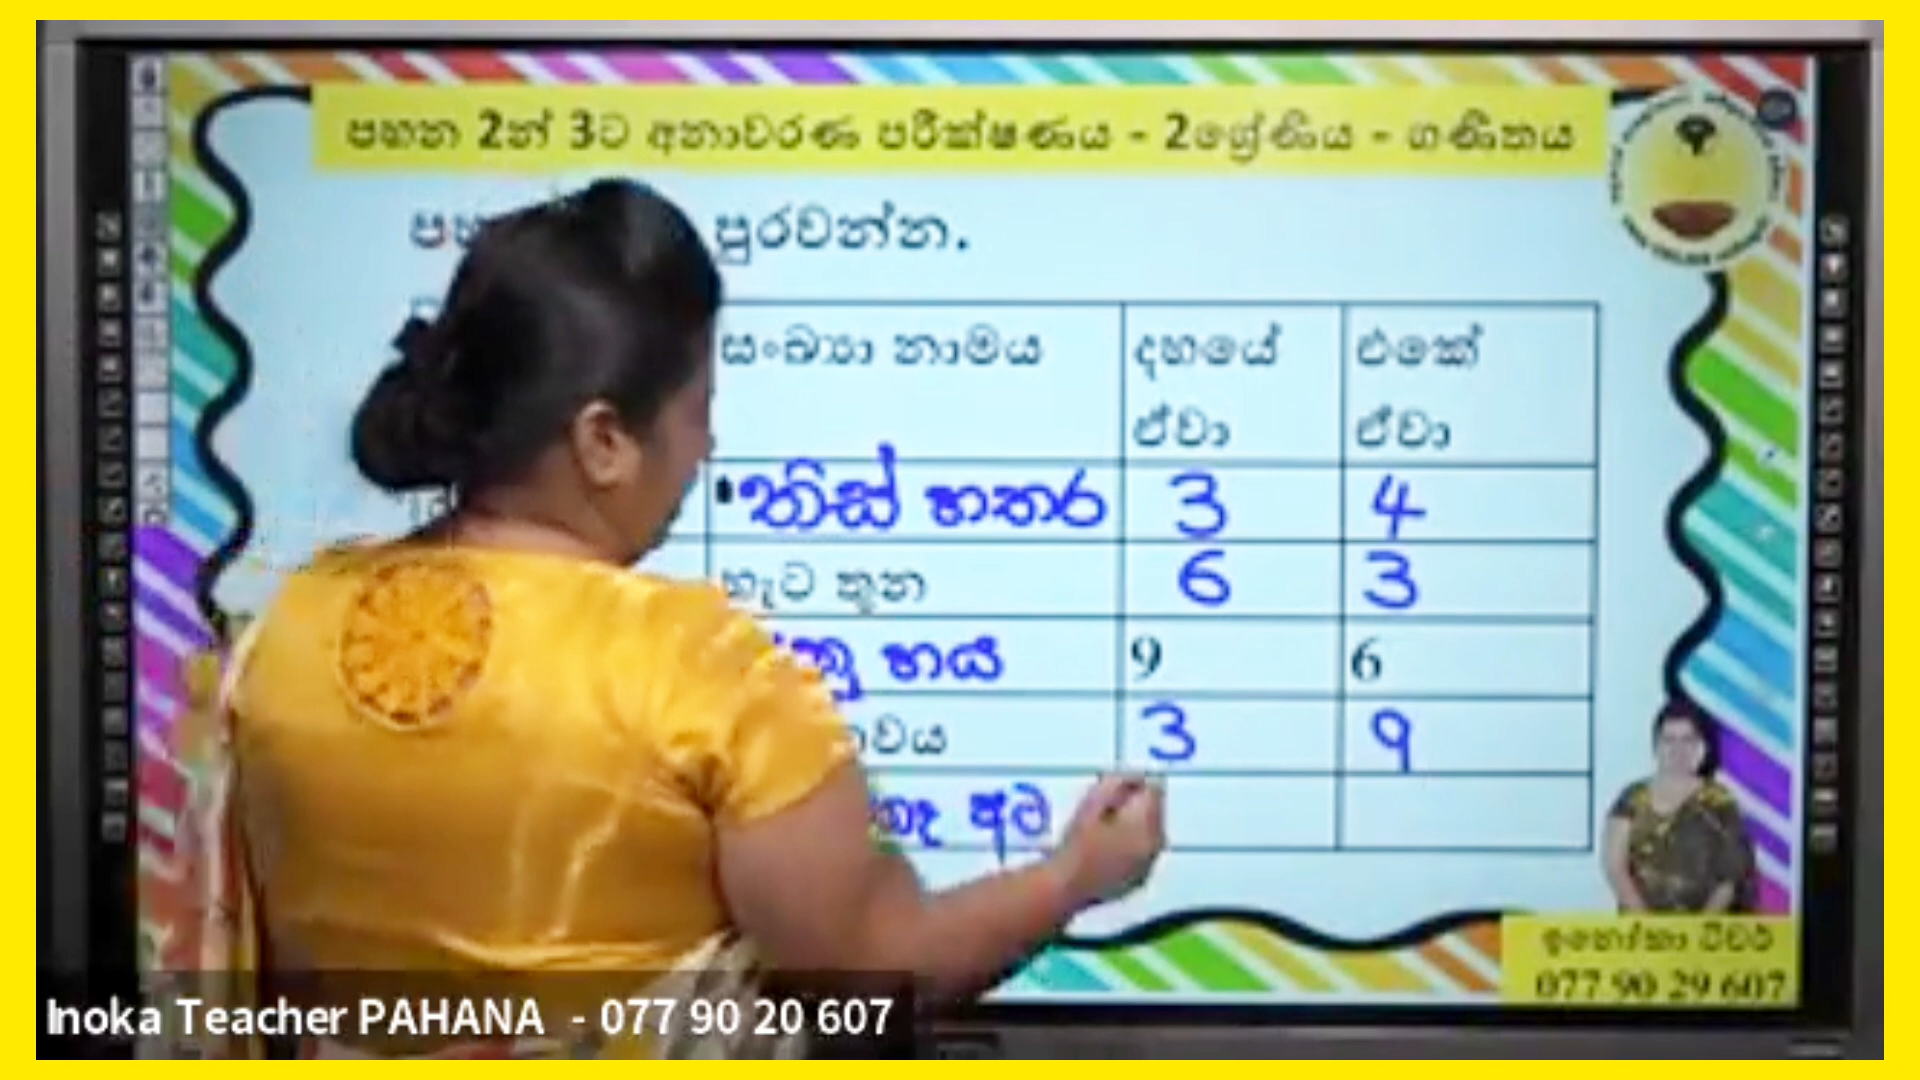 පහන 2න් 3ට අනාවරණ පරීක්ෂණය - 2ශ්‍රේණිය - ගණිතය
පුරවන්න.
සංඛ්‍යා නාමය දහයේ ඒවා එකේ ඒවා
තිස් හතර 3 4
හැට තුන 6 3
හය 9 6
3 9
අට
ඉනෝකා ටීචර්
077 90 29 607
Inoka Teacher PAHANA - 077 90 20 607